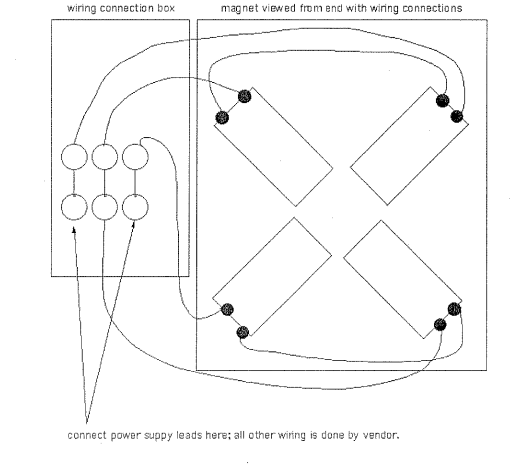 wiring connection box
magnet viewed from end with wiring connections
connect power suppy leads here; all other wiring is done by vendor.